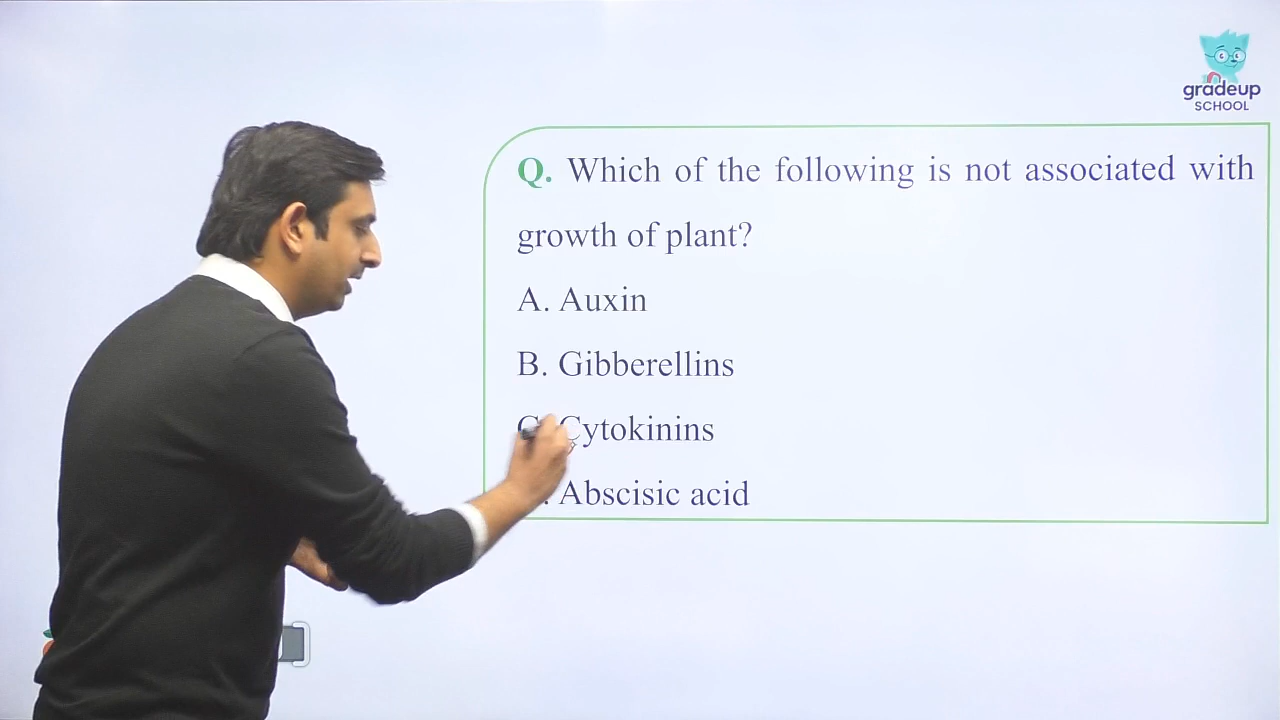 gradeup
SCHOOL
Q. Which of the following is not associated with
growth of plant?
A. Auxin
B. Gibberellins
C. Cytokinins
Abscisic acid